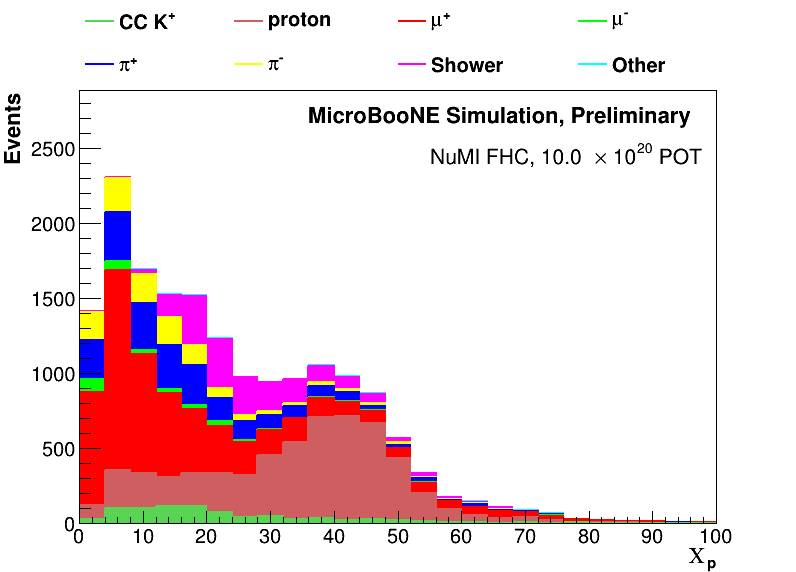 CC K⁺ proton μ⁺ μ⁻
π⁺ π⁻ Shower Other
MicroBooNE Simulation, Preliminary
NuMI FHC, 10.0 × 10²⁰ POT
Events
2500
2000
1500
1000
500
0
0 10 20 30 40 50 60 70 80 90 100
Χₚ